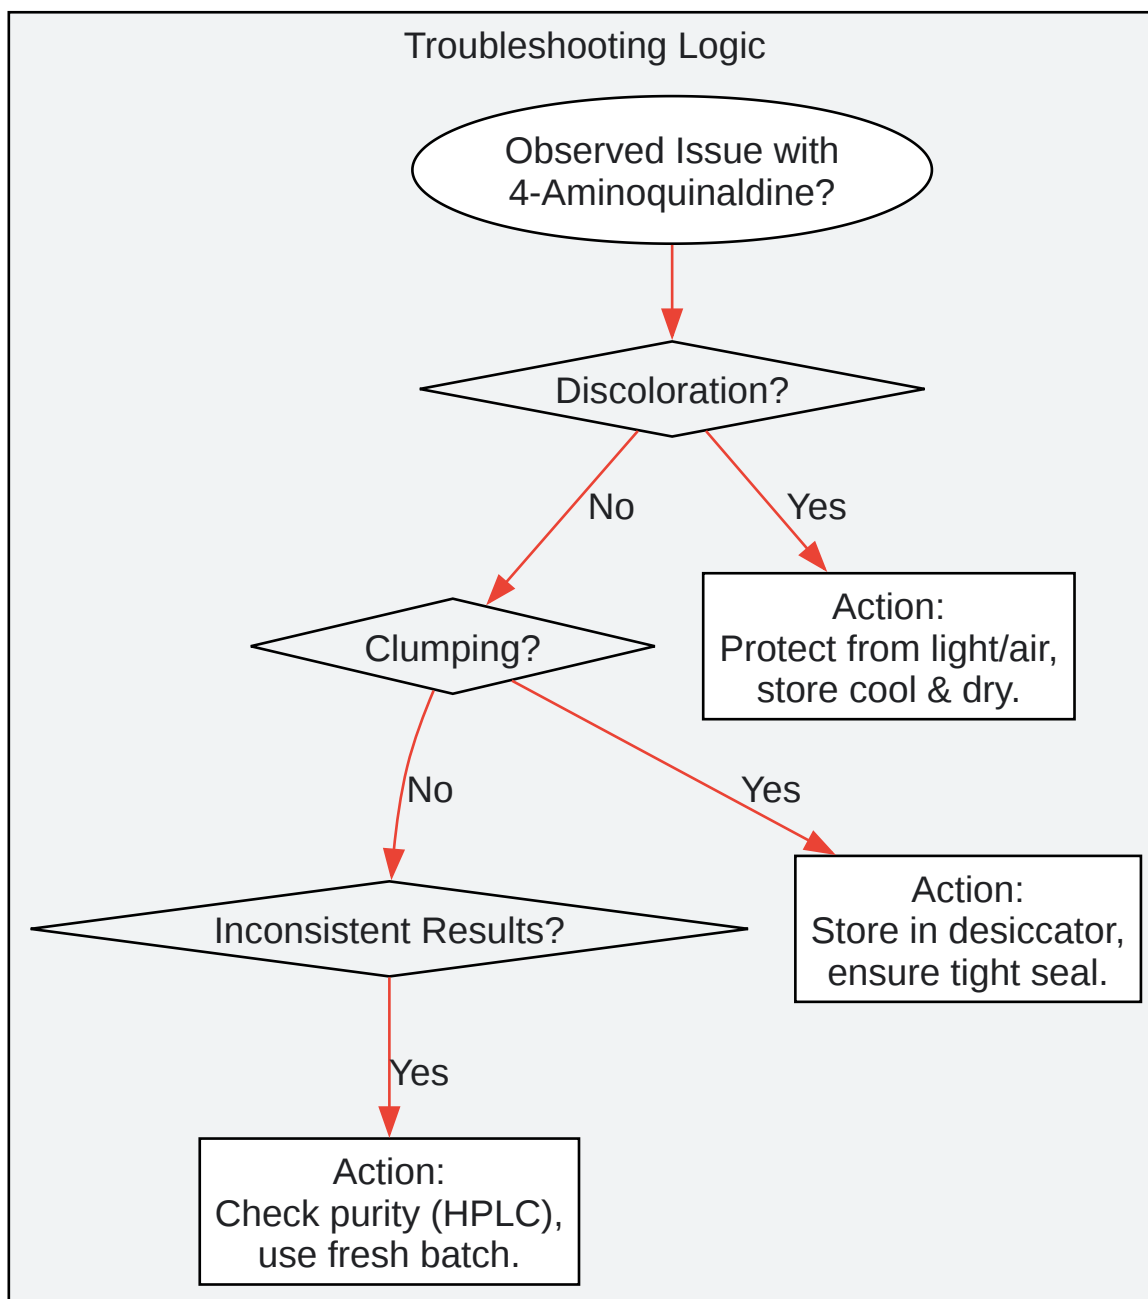 Troubleshooting Logic
Observed Issue with
4-Aminoquinaldine?
Discoloration?
No
Yes
Action:
Protect from light/air,
store cool & dry.
Clumping?
No
Yes
Action:
Store in desiccator,
ensure tight seal.
Inconsistent Results?
Yes
Action:
Check purity (HPLC),
use fresh batch.